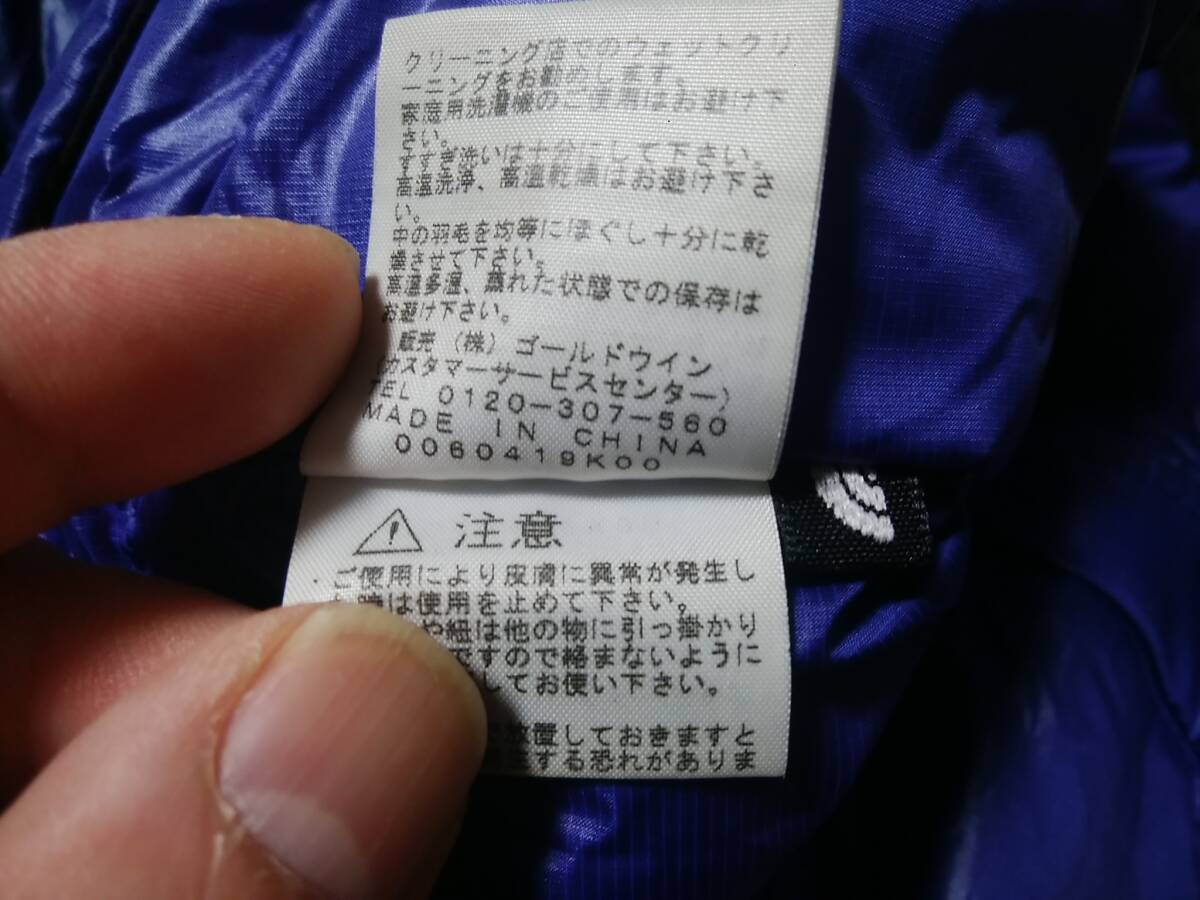 クリーニング店でのウェットクリ
ーニングをお勧めします。
家庭用洗濯機のご使用はお避け下
さい。
すすぎ洗いは十分にして下さい。
高温洗浄、高温乾燥はお避け下さ
い。
中の羽毛を均等にほぐし十分に乾
燥させて下さい。
高温多湿、蒸れた状態での保存は
お避け下さい。
販売（株）ゴールドウイン
（カスタマーサービスセンター）
TEL 0120-307-560
MADE IN CHINA
0060419K00
注意
ご使用により皮膚に異常が発生し
時は使用を止めて下さい。
や紐は他の物に引っ掛かり
ですので絡まないように
してお使い下さい。
放置しておきますと
する恐れがありま